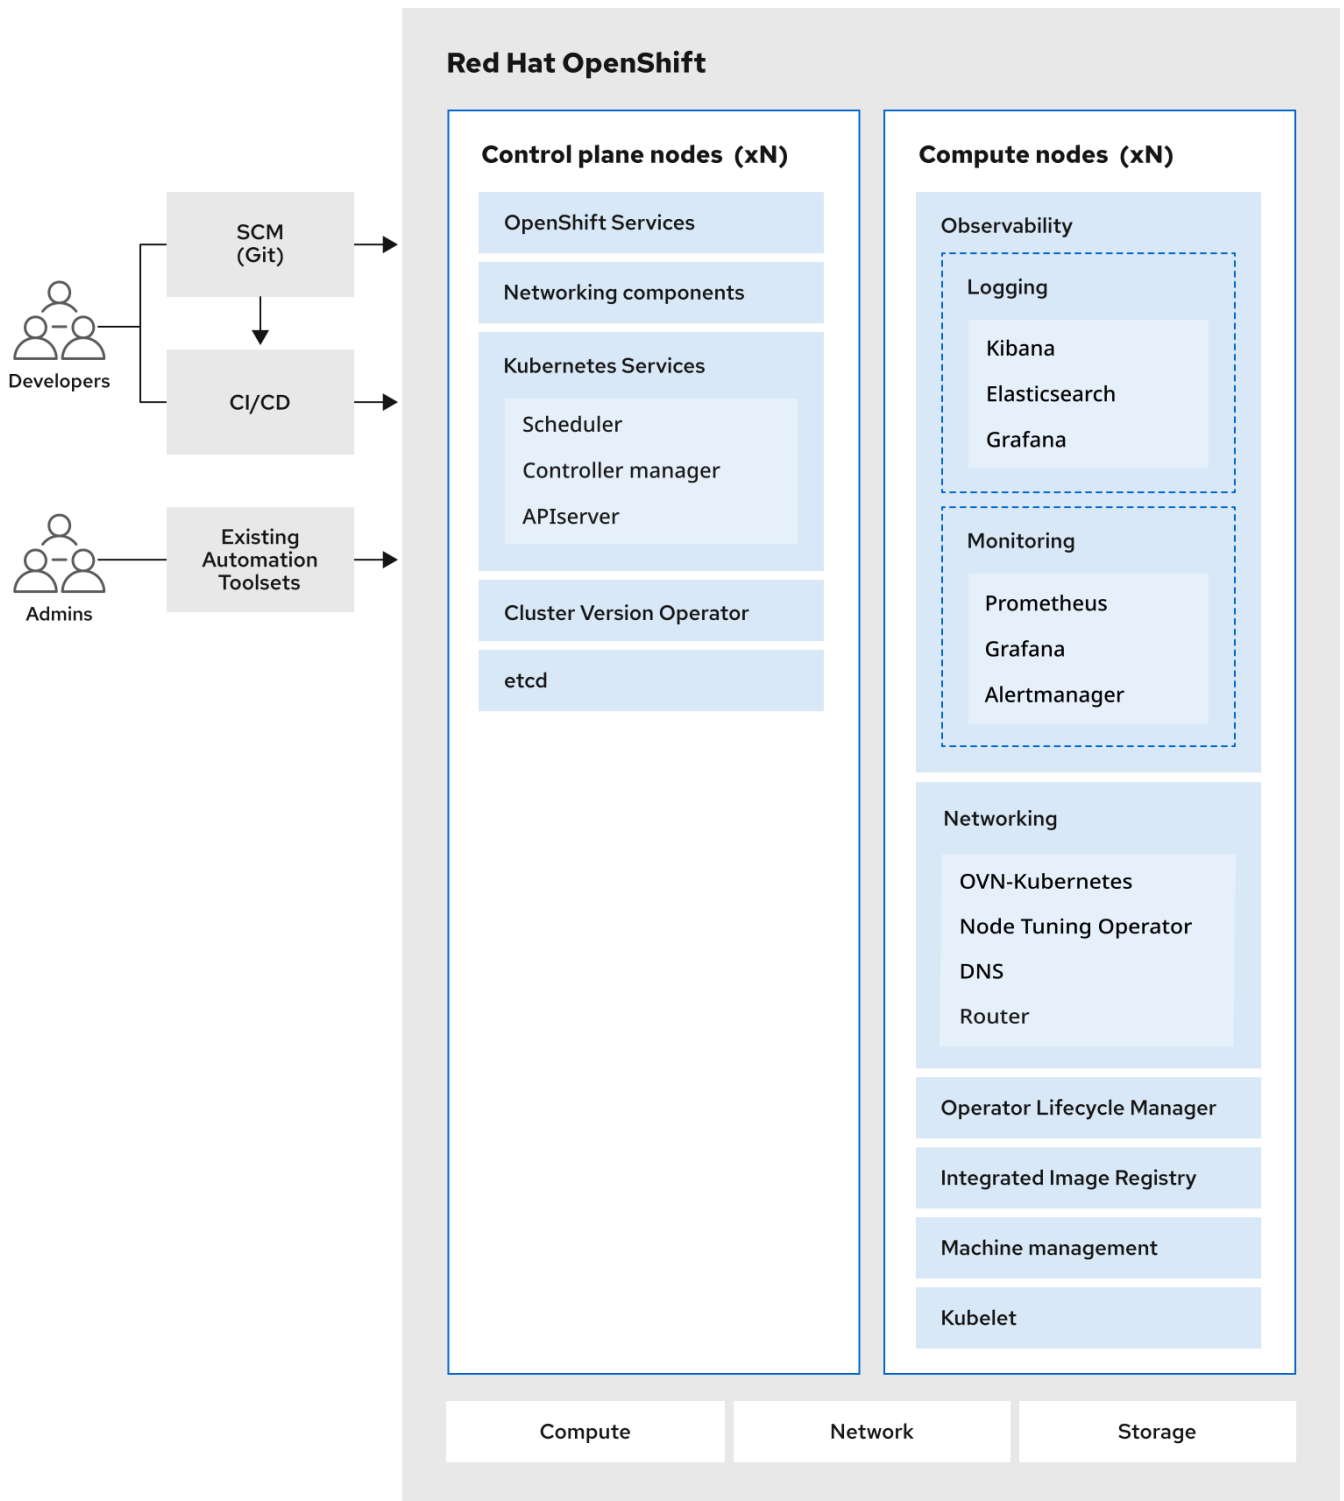 Red Hat OpenShift
SCM
(Git)
Developers
CI/CD
Existing
Automation
Toolsets
Admins
Control plane nodes (xN)
OpenShift Services
Networking components
Kubernetes Services
Scheduler
Controller manager
APIserver
Cluster Version Operator
etcd
Compute nodes (xN)
Observability
Logging
Kibana
Elasticsearch
Grafana
Monitoring
Prometheus
Grafana
Alertmanager
Networking
OVN-Kubernetes
Node Tuning Operator
DNS
Router
Operator Lifecycle Manager
Integrated Image Registry
Machine management
Kubelet
Compute
Network
Storage